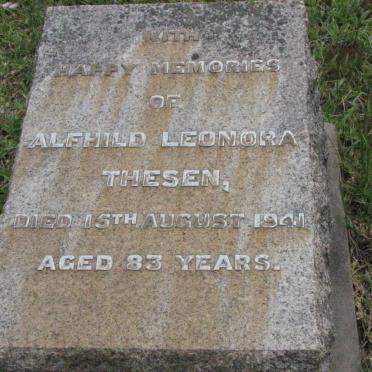 WITH
HAPPY MEMORIES
OF
ALFHILD LEONORA
THESEN,
DIED 15TH AUGUST 1941
AGED 83 YEARS.